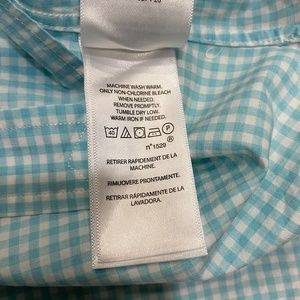 MACHINE WASH WARM.
ONLY NON-CHLORINE BLEACH
WHEN NEEDED.
REMOVE PROMPTLY.
TUMBLE DRY LOW.
WARM IRON IF NEEDED.
40 P
n°1529 ®
RETIRER RAPIDEMENT DE LA
MACHINE.
RIMUOVERE PRONTAMENTE.
RETIRAR RÁPIDAMENTE DE LA
LAVADORA.